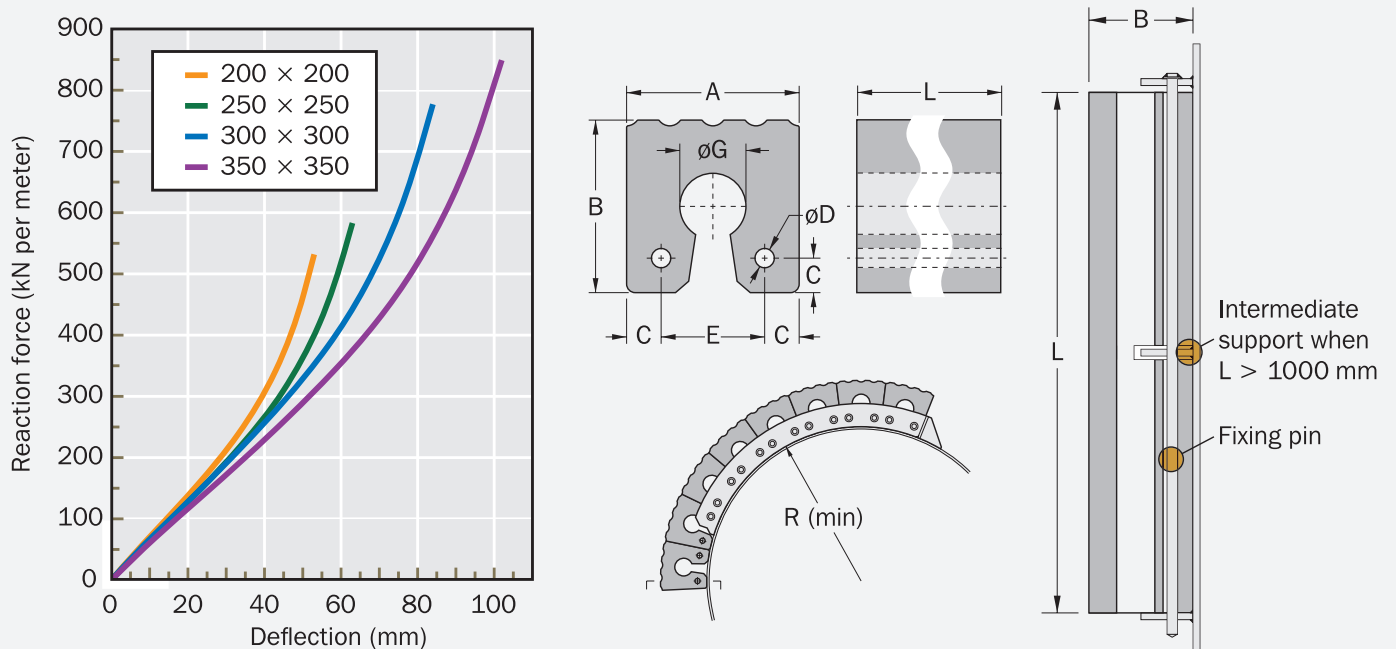 900
800
700
600
500
400
300
200
100
0
Reaction force (kN per meter)
200 × 200
250 × 250
300 × 300
350 × 350
0 20 40 60 80 100
Deflection (mm)
A
B
øG
øD
C
C E C
L
R (min)
B
L
Intermediate
support when
L > 1000 mm
Fixing pin